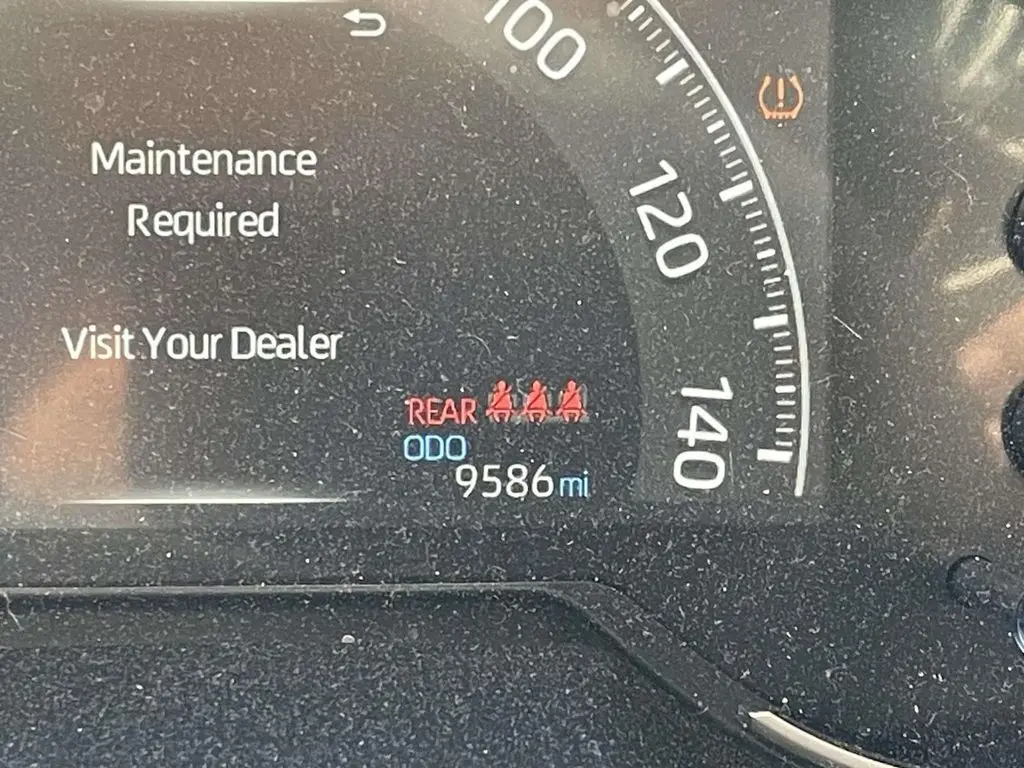 100
Maintenance
Required
120
Visit Your Dealer
140
REAR
ODO
9586 mi